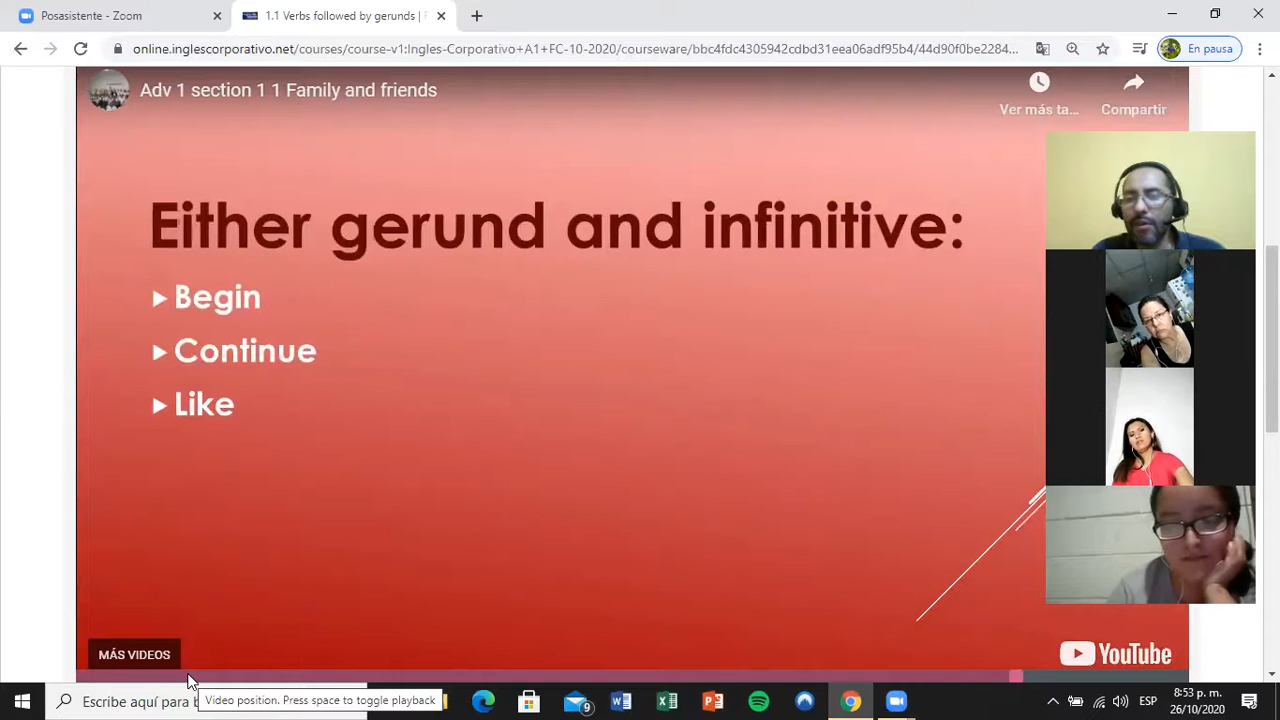 Posasistente - Zoom
1.1 Verbs followed by gerunds | F
online.inglescorporativo.net/courses/course-v1:Ingles-Corporativo+A1+FC-10-2020/courseware/bbc4fdc4305942cdbd31eea06adf95b4/44d90f0be2284...
En pausa
Adv 1 section 1 1 Family and friends
Ver más ta...
Compartir
Either gerund and infinitive:
Begin
Continue
Like
MÁS VIDEOS
YouTube
Escribe aquí para b
Video position. Press space to toggle playback
9
ESP
8:53 p. m.
26/10/2020